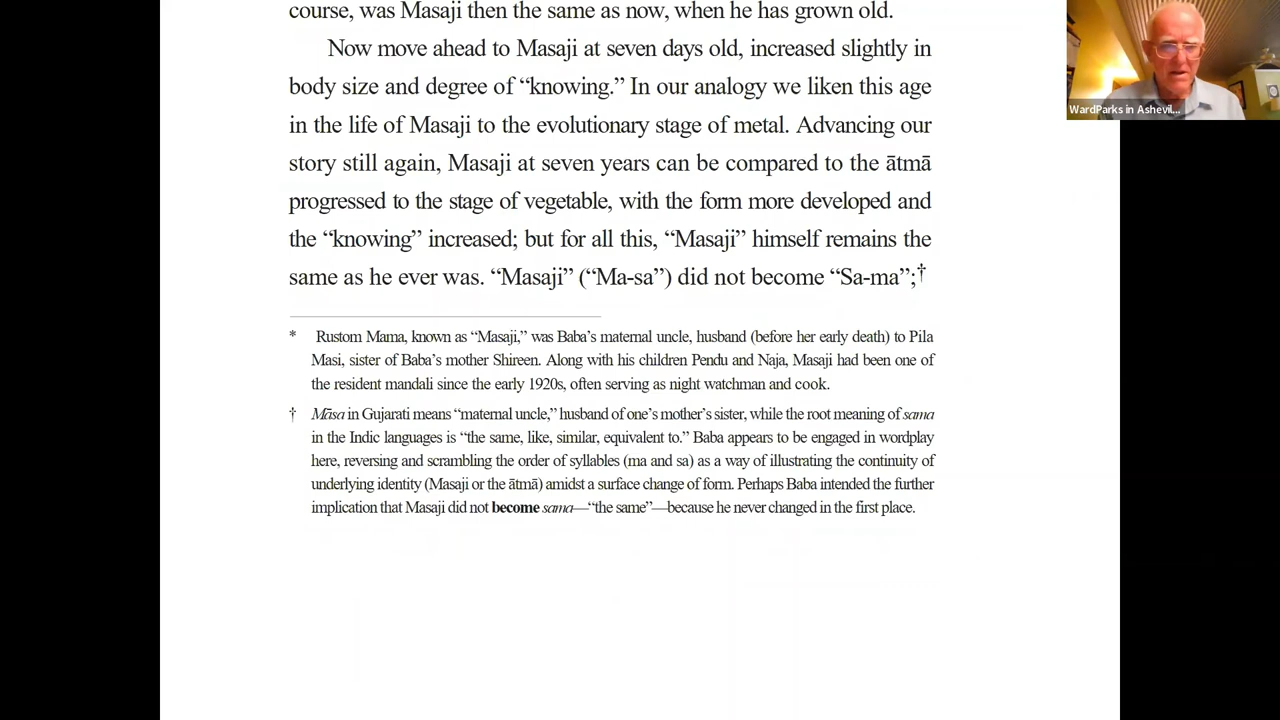 course, was Masaji then the same as now, when he has grown old.
Now move ahead to Masaji at seven days old, increased slightly in
body size and degree of “knowing.” In our analogy we liken this age
in the life of Masaji to the evolutionary stage of metal. Advancing our
story still again, Masaji at seven years can be compared to the ātmā
progressed to the stage of vegetable, with the form more developed and
the “knowing” increased; but for all this, “Masaji” himself remains the
same as he ever was. “Masaji” (“Ma-sa”) did not become “Sa-ma”;†
* Rustom Mama, known as “Masaji,” was Baba’s maternal uncle, husband (before her early death) to Pila
Masi, sister of Baba’s mother Shireen. Along with his children Pendu and Naja, Masaji had been one of
the resident mandali since the early 1920s, often serving as night watchman and cook.
† Māsa in Gujarati means “maternal uncle,” husband of one’s mother’s sister, while the root meaning of sama
in the Indic languages is “the same, like, similar, equivalent to.” Baba appears to be engaged in wordplay
here, reversing and scrambling the order of syllables (ma and sa) as a way of illustrating the continuity of
underlying identity (Masaji or the ātmā) amidst a surface change of form. Perhaps Baba intended the further
implication that Masaji did not become sama—“the same”—because he never changed in the first place.
WardParks in Ashevil...